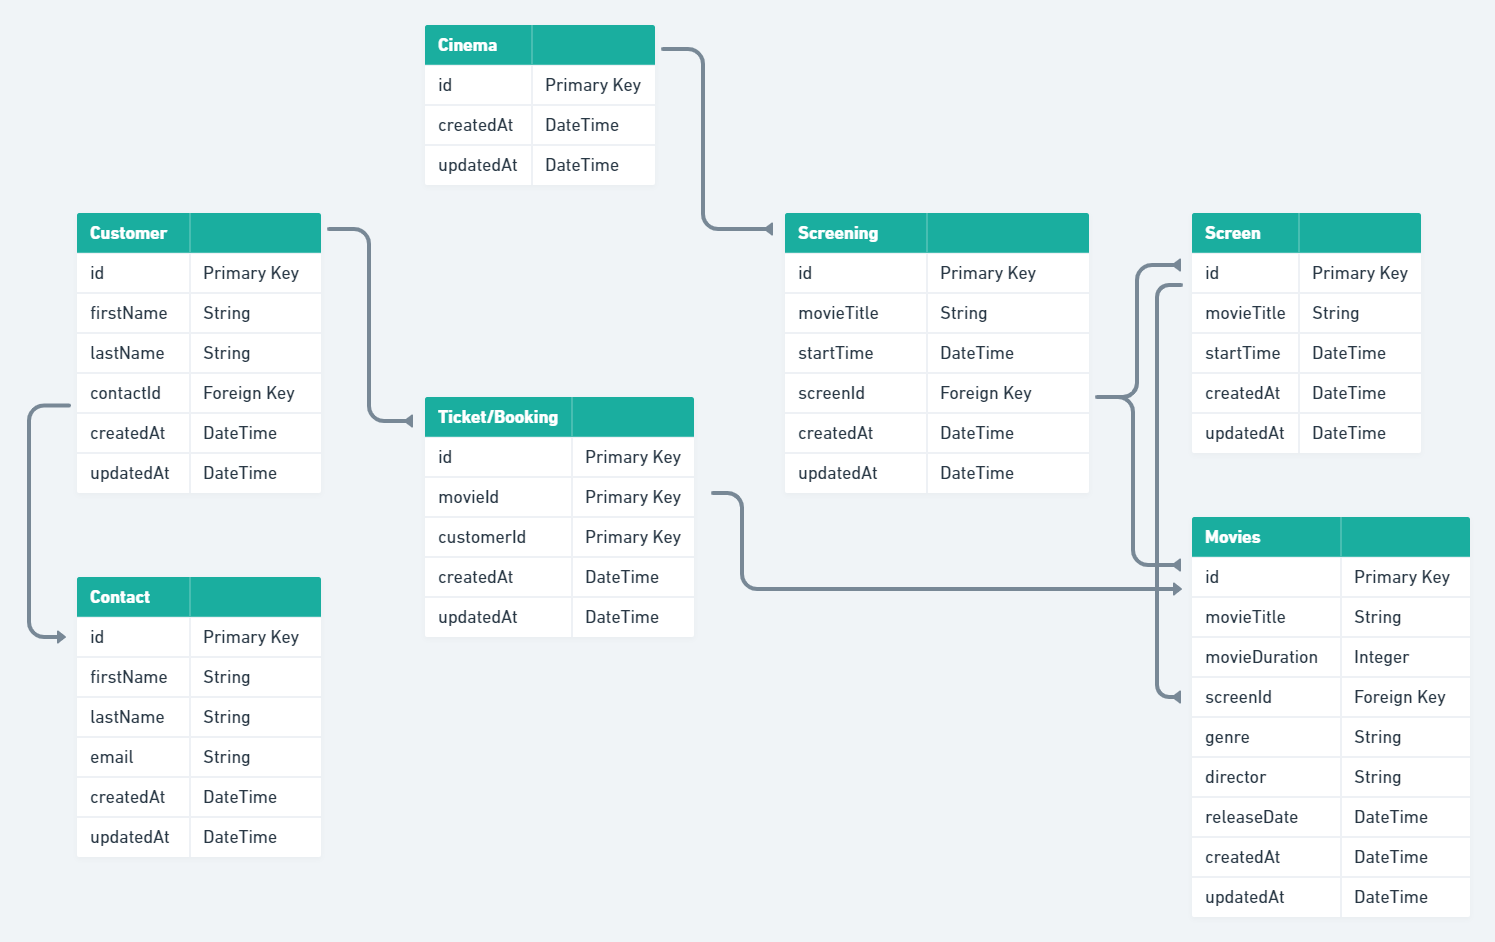 Cinema
id Primary Key
createdAt DateTime
updatedAt DateTime
Customer
id Primary Key
firstName String
lastName String
contactId Foreign Key
createdAt DateTime
updatedAt DateTime
Screening
id Primary Key
movieTitle String
startTime DateTime
screenId Foreign Key
createdAt DateTime
updatedAt DateTime
Screen
id Primary Key
movieTitle String
startTime DateTime
createdAt DateTime
updatedAt DateTime
Ticket/Booking
id Primary Key
movieId Primary Key
customerId Primary Key
createdAt DateTime
updatedAt DateTime
Contact
id Primary Key
firstName String
lastName String
email String
createdAt DateTime
updatedAt DateTime
Movies
id Primary Key
movieTitle String
movieDuration Integer
screenId Foreign Key
genre String
director String
releaseDate DateTime
createdAt DateTime
updatedAt DateTime